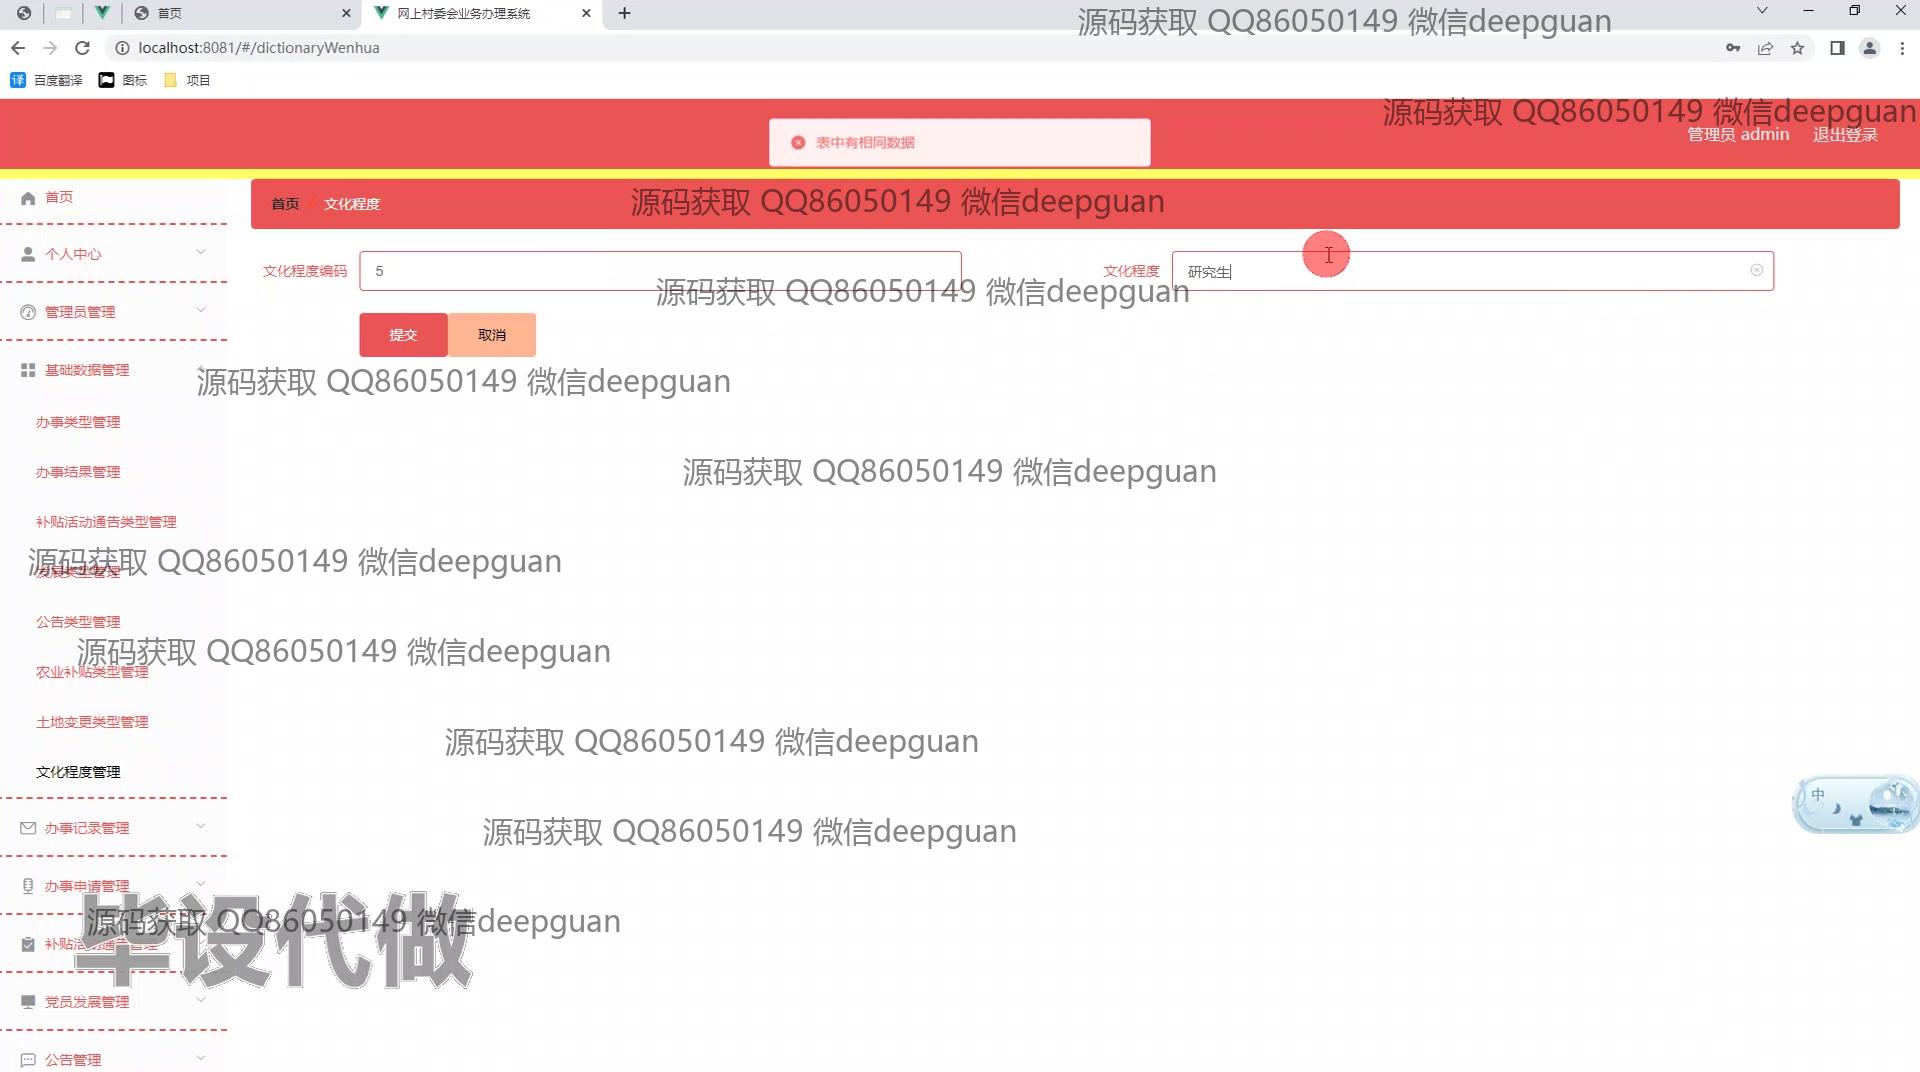 首页
网上村委会业务办理系统
源码获取 QQ86050149 微信deepguan
localhost:8081/#/dictionaryWenhua
百度翻译
图标
项目
源码获取 QQ86050149 微信deepguan
表中有相同数据
管理员 admin
退出登录
首页
首页 / 文化程度
源码获取 QQ86050149 微信deepguan
个人中心
文化程度编码
5
文化程度
研究生
源码获取 QQ86050149 微信deepguan
管理员管理
提交
取消
基础数据管理
源码获取 QQ86050149 微信deepguan
办事类型管理
办事结果管理
源码获取 QQ86050149 微信deepguan
补贴活动通告类型管理
源码获取 QQ86050149 微信deepguan
发展类型管理
公告类型管理
源码获取 QQ86050149 微信deepguan
农业补贴类型管理
土地变更类型管理
源码获取 QQ86050149 微信deepguan
文化程度管理
中
办事记录管理
源码获取 QQ86050149 微信deepguan
办事申请管理
源码获取 QQ86050149 微信deepguan
毕设代做
补贴活动通告管理
党员发展管理
公告管理